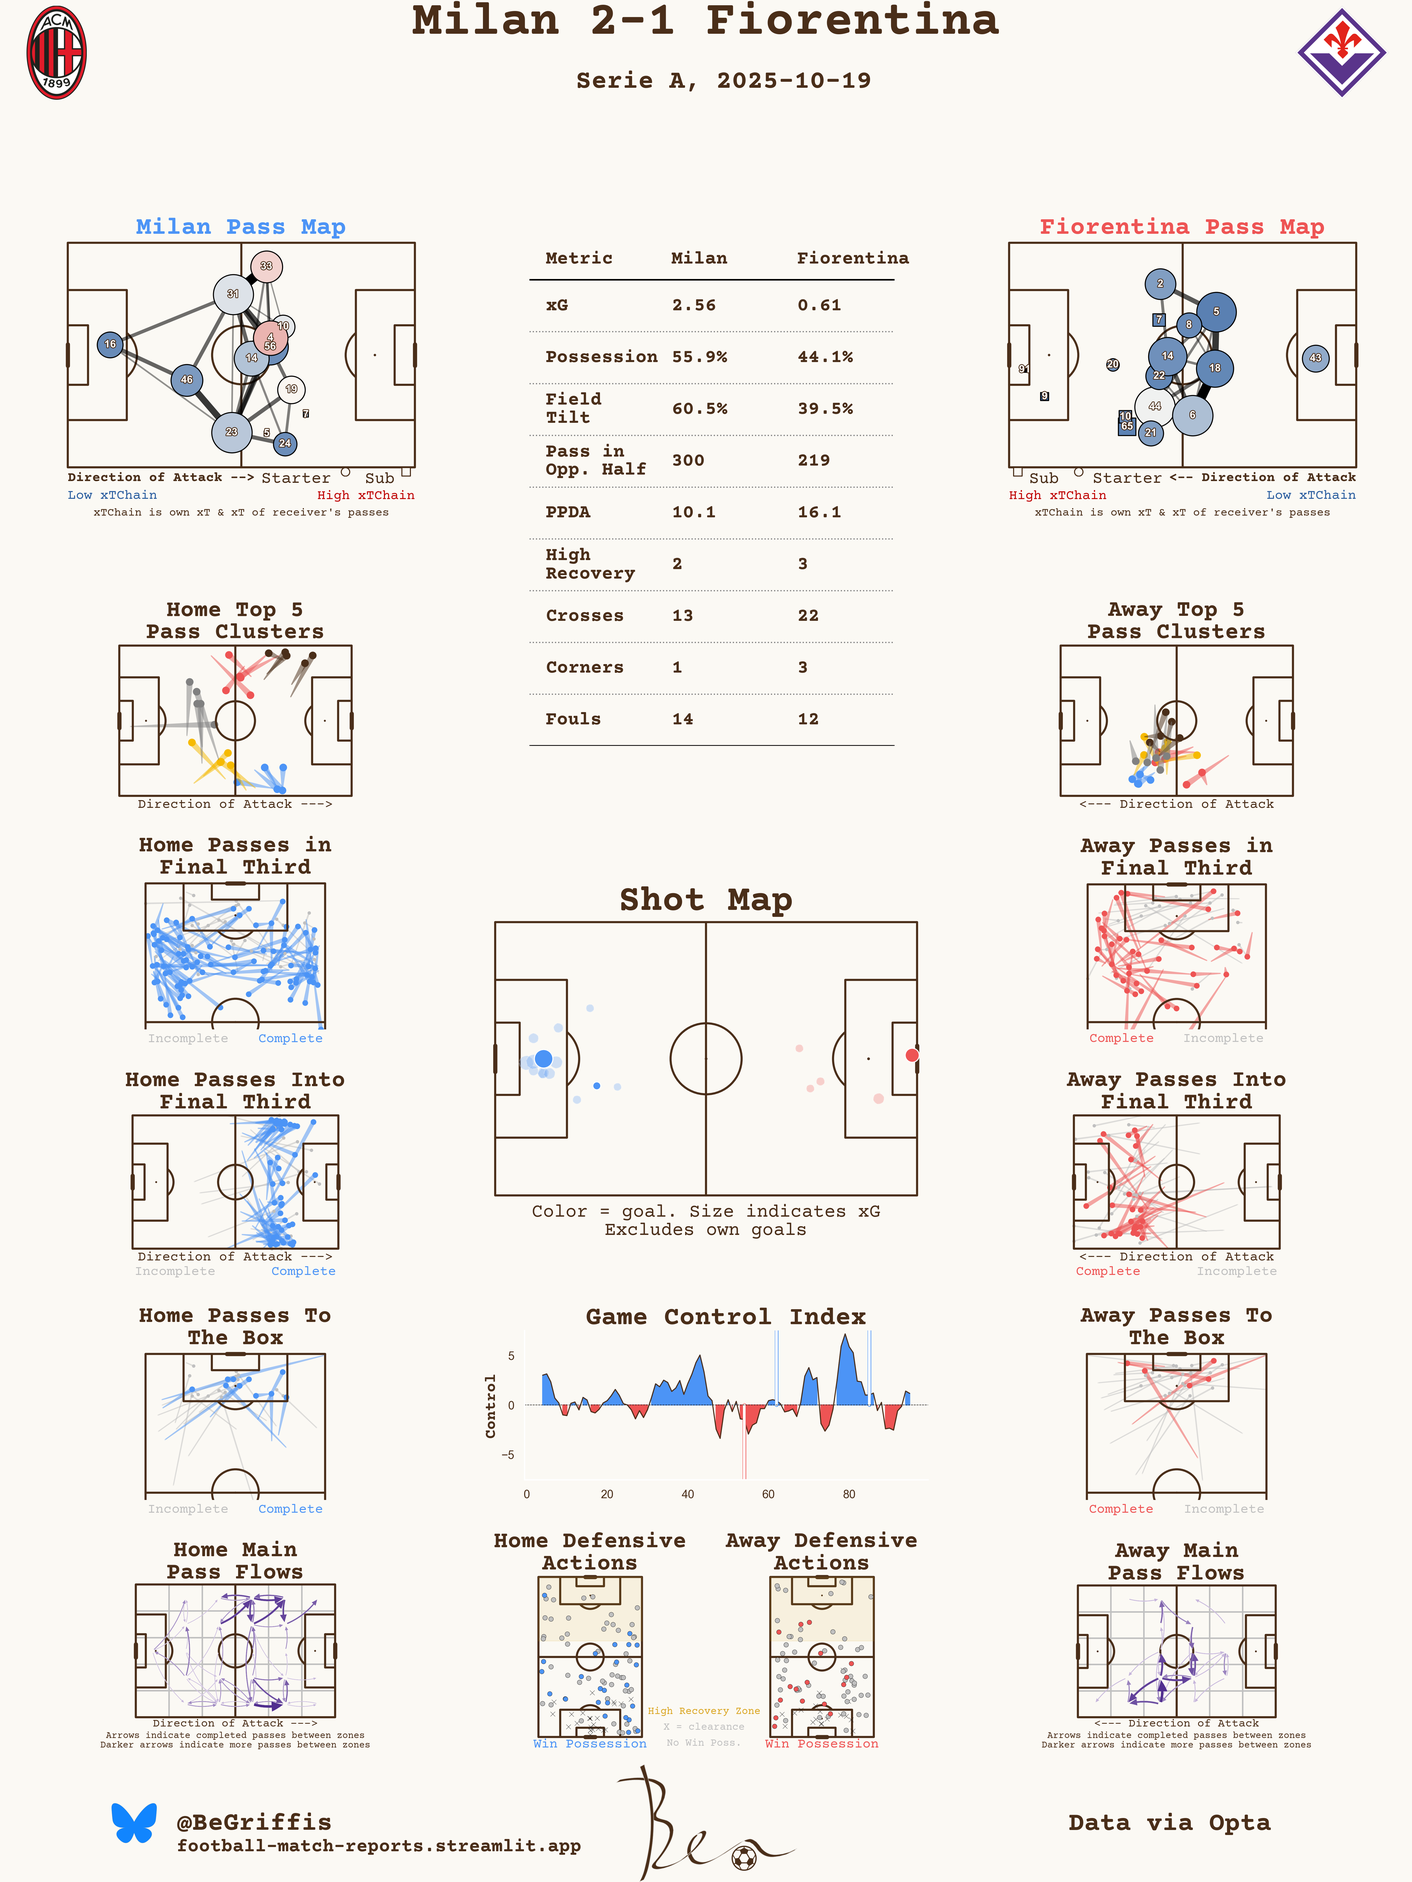 Milan 2-1 Fiorentina
ACM
1899
Serie A, 2025-10-19
Milan Pass Map
33
31
10
4
56
14
16
46
19
7
23
5
24
Direction of Attack --> Starter Sub
Low xTChain High xTChain
xTChain is own xT & xT of receiver's passes
Metric Milan Fiorentina
xG 2.56 0.61
Possession 55.9% 44.1%
Field
Tilt 60.5% 39.5%
Pass in
Opp. Half 300 219
PPDA 10.1 16.1
High
Recovery 2 3
Crosses 13 22
Corners 1 3
Fouls 14 12
Fiorentina Pass Map
2
7
8
5
14
43
91
20
22
18
9
44
10
65
6
21
Sub Starter <-- Direction of Attack
High xTChain Low xTChain
xTChain is own xT & xT of receiver's passes
Home Top 5
Pass Clusters
Direction of Attack --->
Away Top 5
Pass Clusters
<--- Direction of Attack
Home Passes in
Final Third
Incomplete Complete
Away Passes in
Final Third
Complete Incomplete
Shot Map
Color = goal. Size indicates xG
Excludes own goals
Home Passes Into
Final Third
Direction of Attack --->
Incomplete Complete
Away Passes Into
Final Third
<--- Direction of Attack
Complete Incomplete
Home Passes To
The Box
Incomplete Complete
Game Control Index
Control
5
0
−5
0 20 40 60 80
Away Passes To
The Box
Complete Incomplete
Home Main
Pass Flows
Direction of Attack --->
Arrows indicate completed passes between zones
Darker arrows indicate more passes between zones
Home Defensive
Actions
Win Possession
Away Defensive
Actions
Win Possession
High Recovery Zone
X = clearance
No Win Poss.
Away Main
Pass Flows
<--- Direction of Attack
Arrows indicate completed passes between zones
Darker arrows indicate more passes between zones
@BeGriffis
football-match-reports.streamlit.app
Ben
Data via Opta